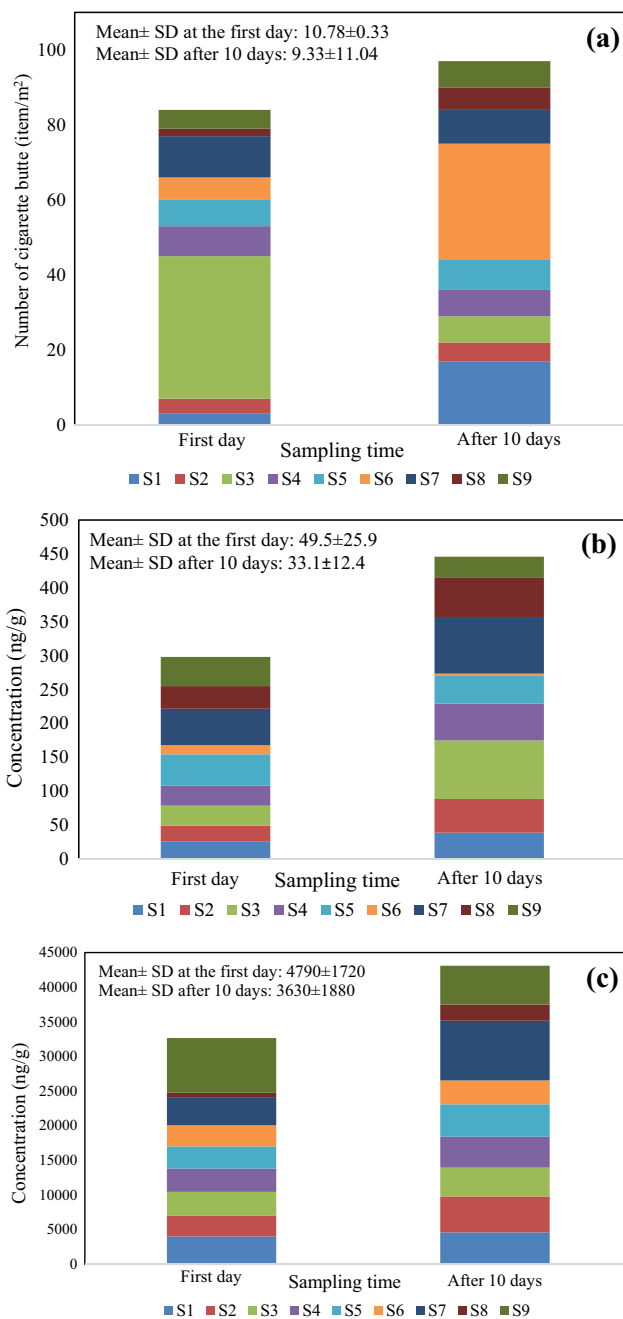 Mean± SD at the first day: 10.78±0.33
Mean± SD after 10 days: 9.33±11.04
(a)
Number of cigarette butte (item/m²)
100
80
60
40
20
0
First day
After 10 days
Sampling time
S1 S2 S3 S4 S5 S6 S7 S8 S9
Mean± SD at the first day: 49.5±25.9
Mean± SD after 10 days: 33.1±12.4
(b)
Concentration (ng/g)
500
450
400
350
300
250
200
150
100
50
0
First day
After 10 days
Sampling time
S1 S2 S3 S4 S5 S6 S7 S8 S9
Mean± SD at the first day: 4790±1720
Mean± SD after 10 days: 3630±1880
(c)
Concentration (ng/g)
45000
40000
35000
30000
25000
20000
15000
10000
5000
0
First day
After 10 days
Sampling time
S1 S2 S3 S4 S5 S6 S7 S8 S9